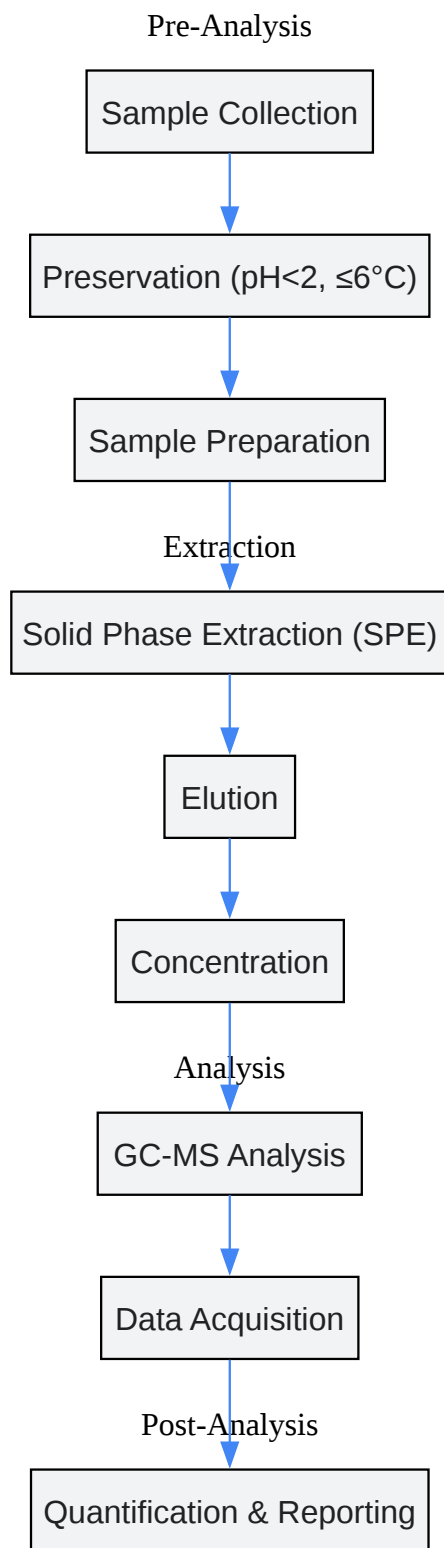 Pre-Analysis
Sample Collection
Preservation (pH<2, ≤6°C)
Sample Preparation
Extraction
Solid Phase Extraction (SPE)
Elution
Concentration
Analysis
GC-MS Analysis
Data Acquisition
Post-Analysis
Quantification & Reporting